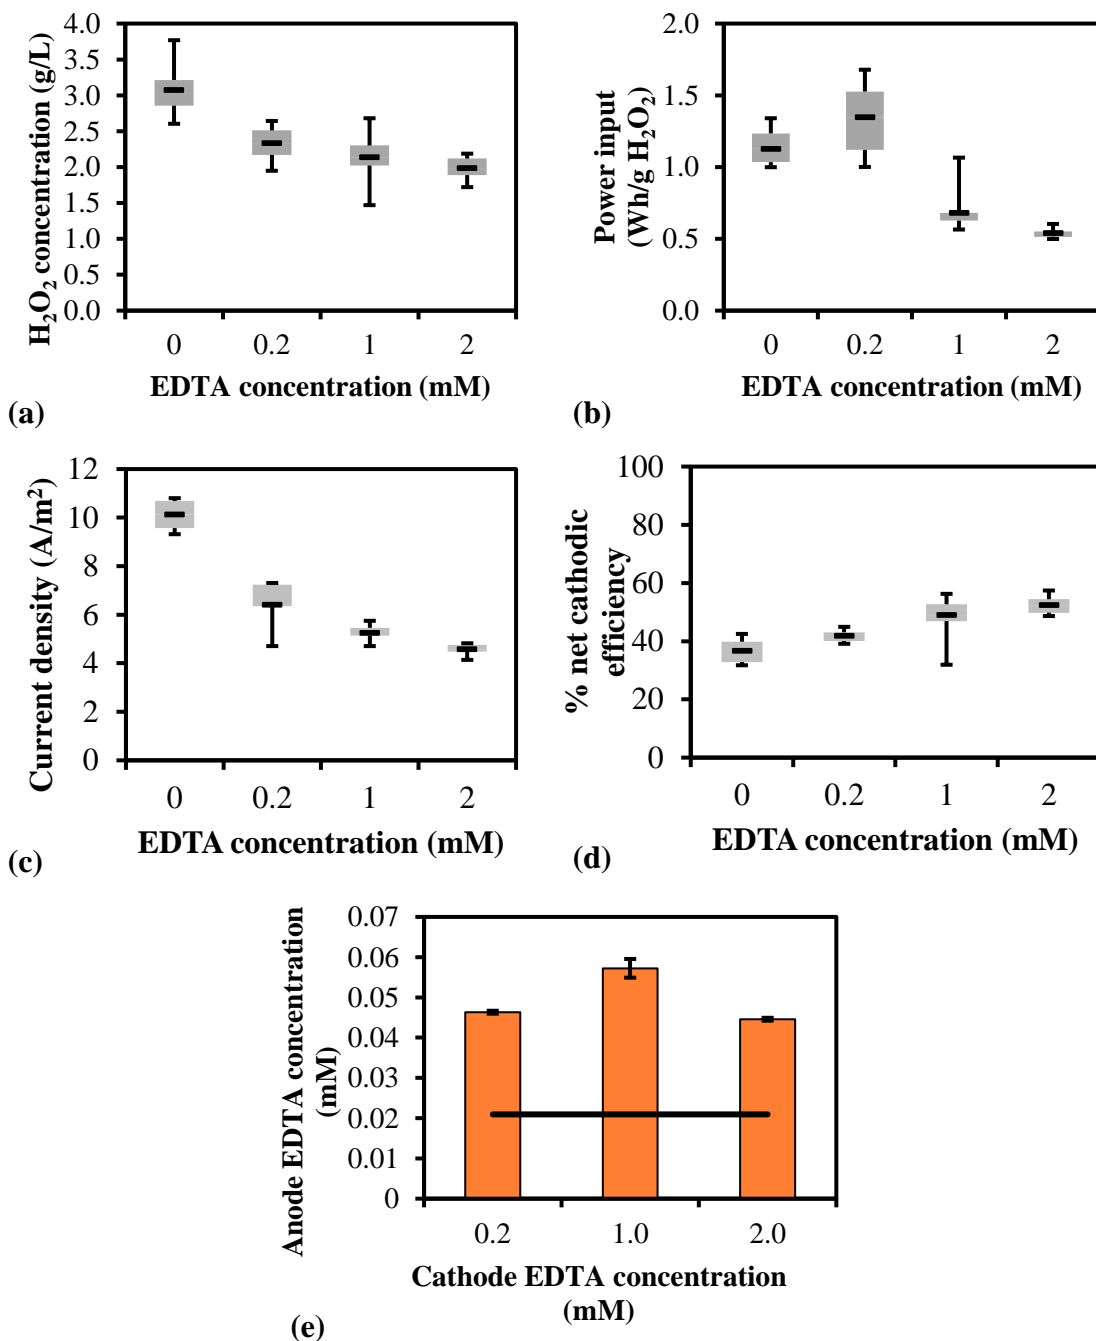 H₂O₂ concentration (g/L)
4.0
3.5
3.0
2.5
2.0
1.5
1.0
0.5
0.0
0 0.2 1 2
EDTA concentration (mM)
(a)
Power input
(Wh/g H₂O₂)
2.0
1.5
1.0
0.5
0.0
0 0.2 1 2
EDTA concentration (mM)
(b)
Current density (A/m²)
12
10
8
6
4
2
0
0 0.2 1 2
EDTA concentration (mM)
(c)
% net cathodic
efficiency
100
80
60
40
20
0
0 0.2 1 2
EDTA concentration (mM)
(d)
Anode EDTA concentration
(mM)
0.07
0.06
0.05
0.04
0.03
0.02
0.01
0
0.2 1.0 2.0
Cathode EDTA concentration
(mM)
(e)